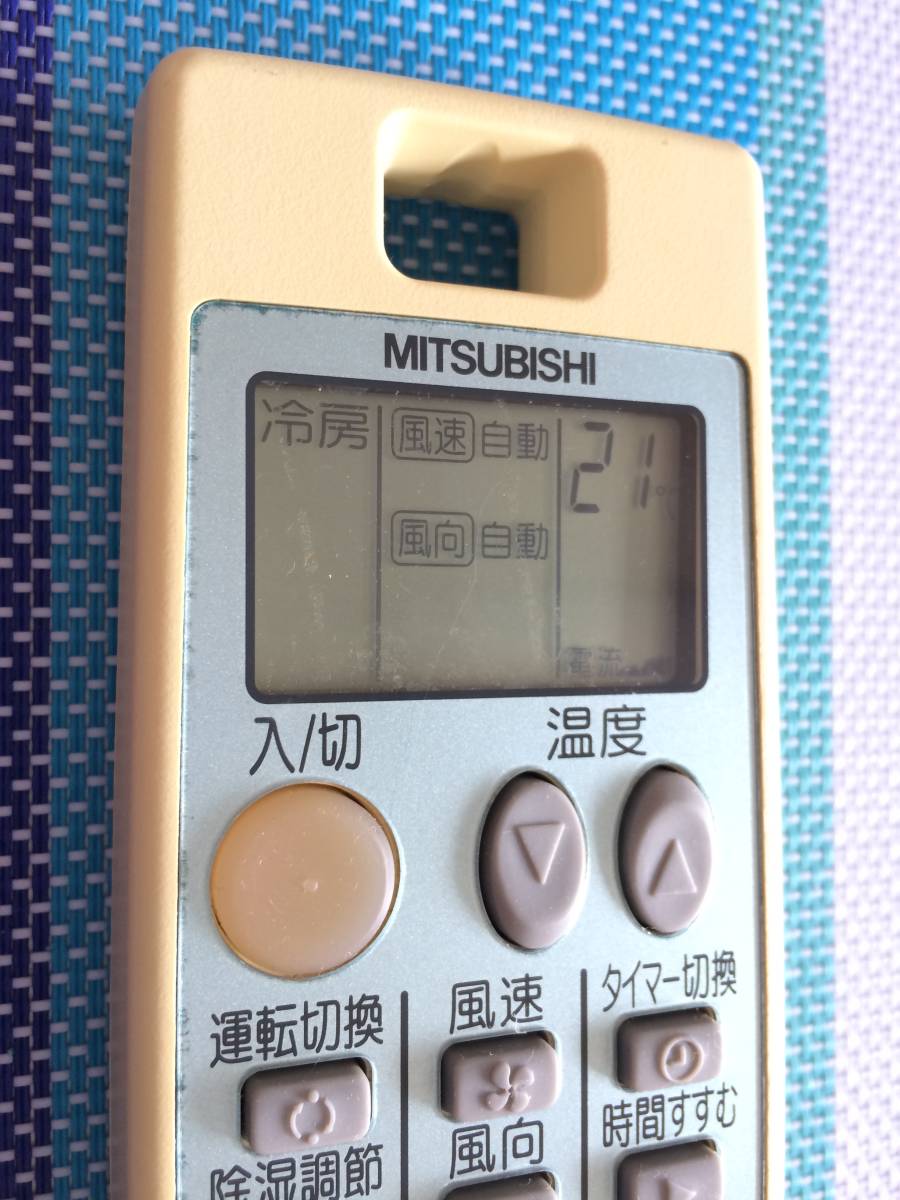 MITSUBISHI
冷房 風速 自動 21℃
風向 自動
電流
入/切 温度
運転切換 風速 タイマー切換
風向 時間すすむ
除湿調節